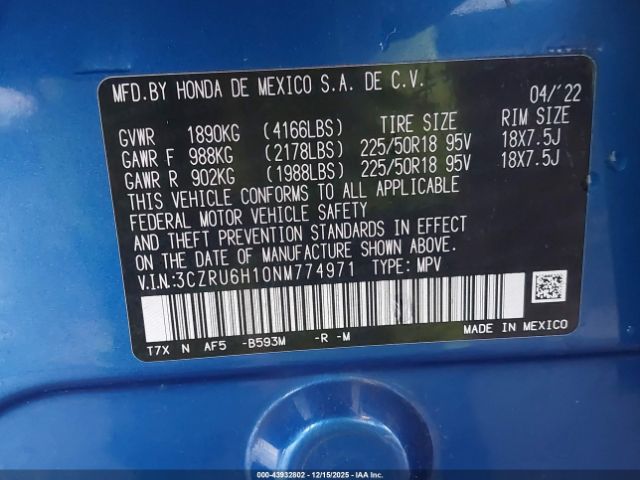 MFD.BY HONDA DE MEXICO S.A. DE C.V. 04/'22
GVWR 1890KG (4166LBS) TIRE SIZE RIM SIZE
GAWR F 988KG (2178LBS) 225/50R18 95V 18X7.5J
GAWR R 902KG (1988LBS) 225/50R18 95V 18X7.5J
THIS VEHICLE CONFORMS TO ALL APPLICABLE
FEDERAL MOTOR VEHICLE SAFETY
AND THEFT PREVENTION STANDARDS IN EFFECT
ON THE DATE OF MANUFACTURE SHOWN ABOVE.
V.I.N:3CZRU6H10NM774971 TYPE: MPV
T7X N AF5 -B593M -R -M MADE IN MEXICO
000-43932802 - 12/15/2025 - IAAI.COM